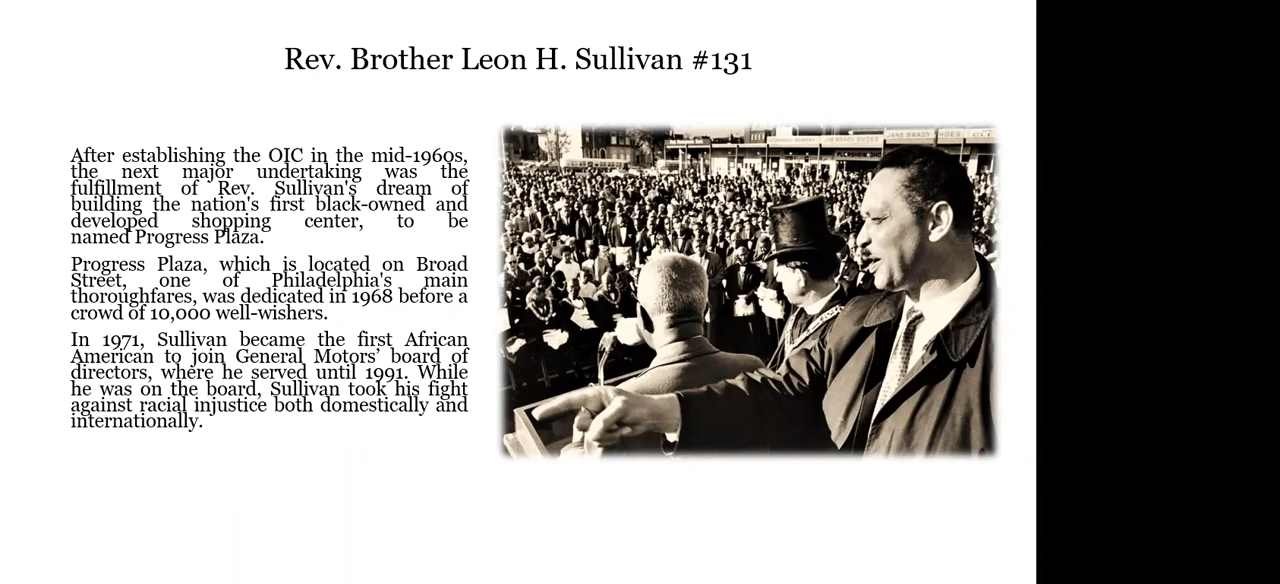 Rev. Brother Leon H. Sullivan #131
After establishing the OIC in the mid-1960s,
the next major undertaking was the
fulfillment of Rev. Sullivan's dream of
building the nation's first black-owned and
developed shopping center, to be
named Progress Plaza.
Progress Plaza, which is located on Broad
Street, one of Philadelphia's main
thoroughfares, was dedicated in 1968 before a
crowd of 10,000 well-wishers.
In 1971, Sullivan became the first African
American to join General Motors' board of
directors, where he served until 1991. While
he was on the board, Sullivan took his fight
against racial injustice both domestically and
internationally.
JANE BRADY SHOES